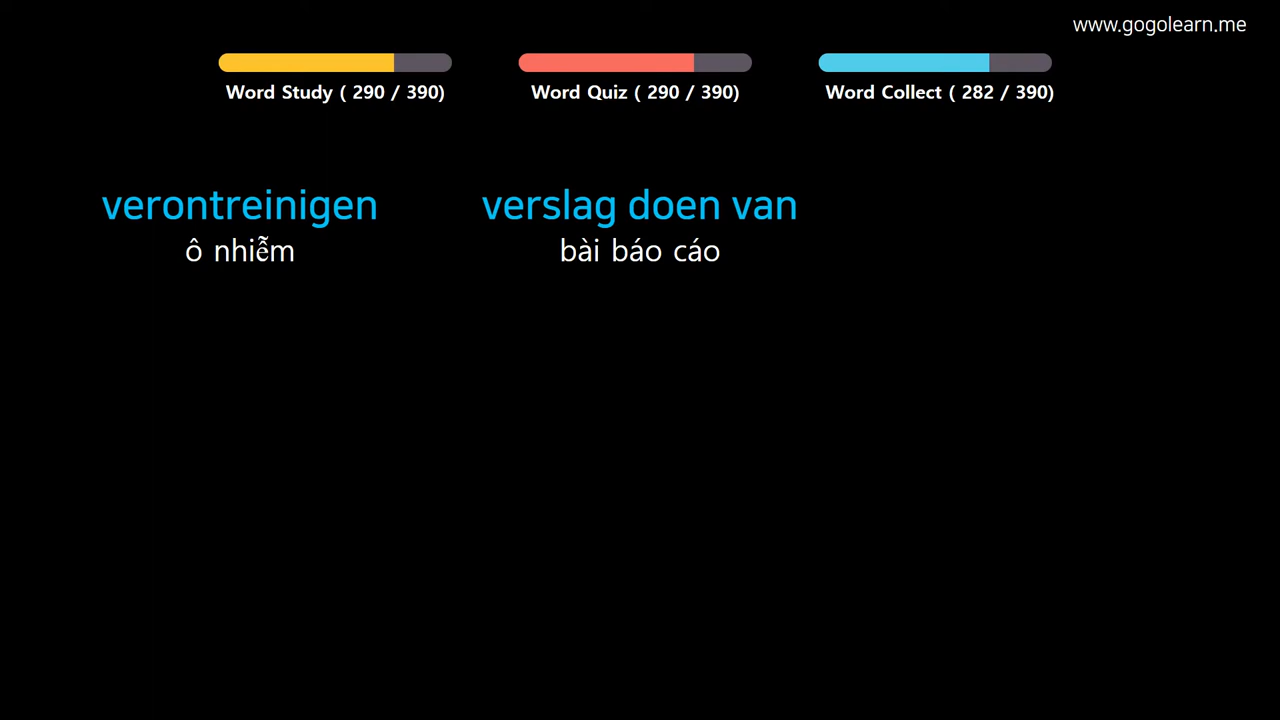 www.gogolearn.me
Word Study ( 290 / 390)
Word Quiz ( 290 / 390)
Word Collect ( 282 / 390)
verontreinigen
ô nhiễm
verslag doen van
bài báo cáo